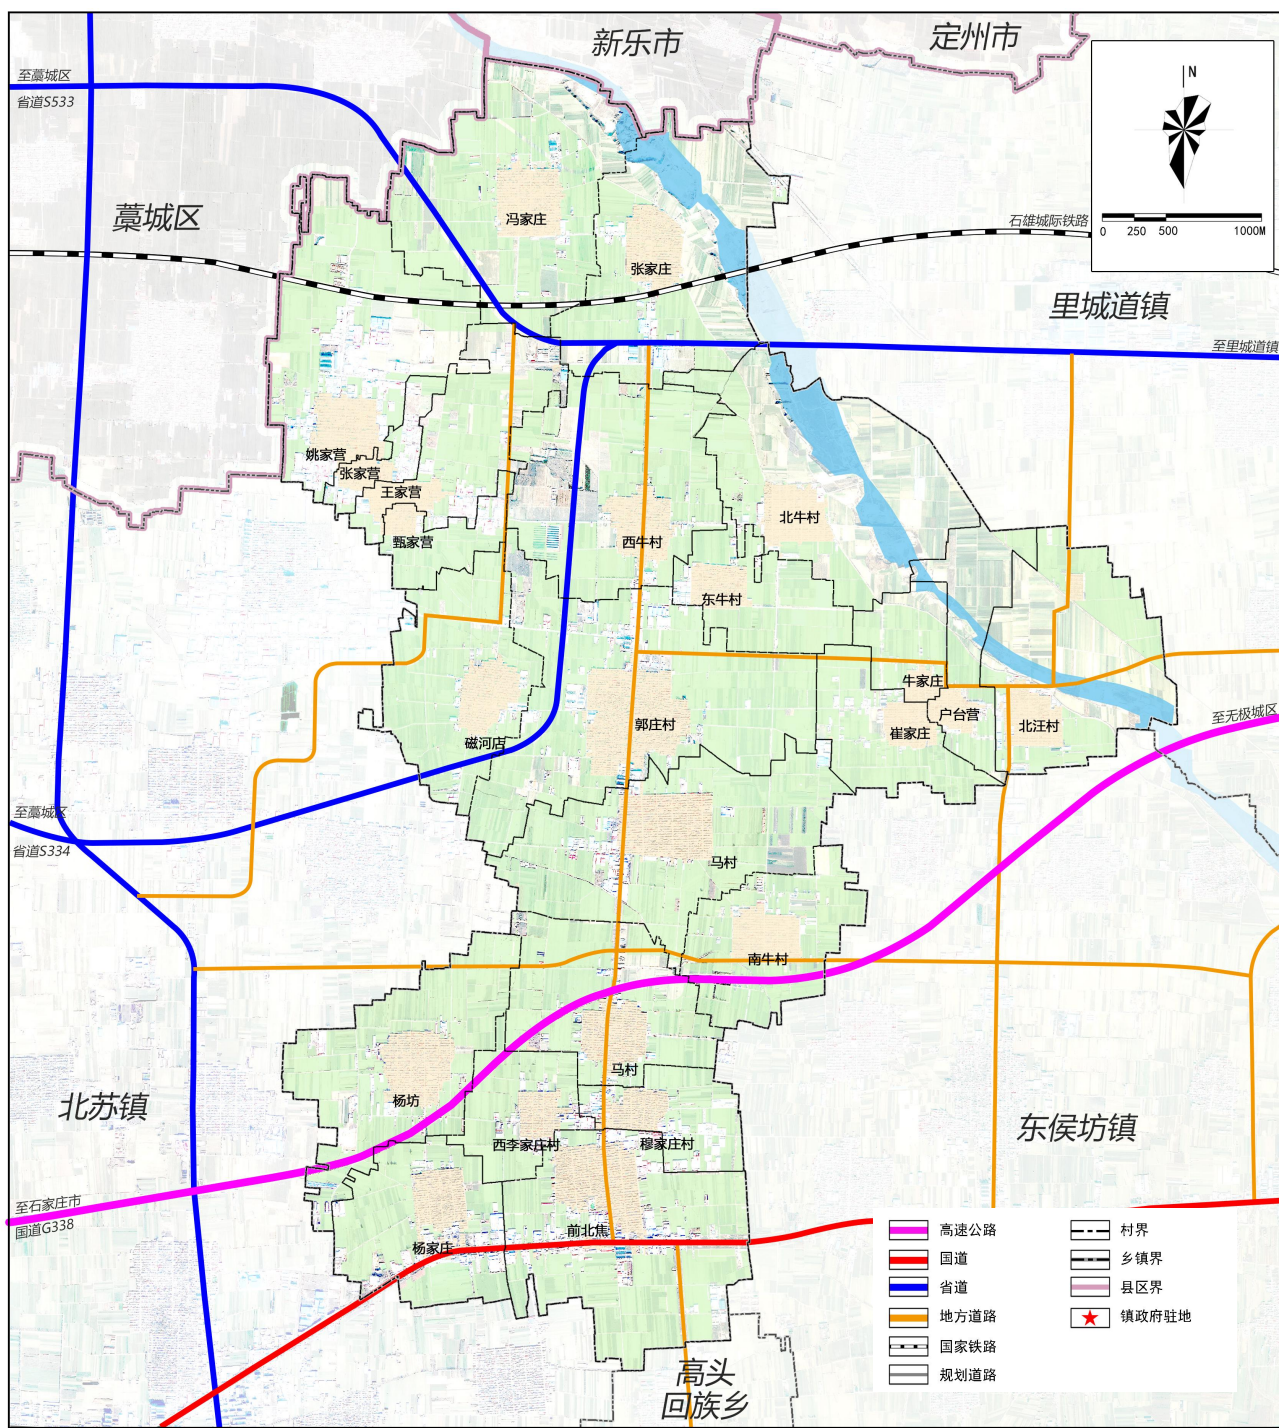 新乐市
定州市
至藁城区
省道S533
N
0 250 500 1000M
藁城区
冯家庄
石雄城际铁路
张家庄
里城道镇
至里城道镇
姚家营
张家营
王家营
北牛村
甄家营
西牛村
东牛村
牛家庄
户台营
北汪村
崔家庄
郭庄村
磁河店
至无极城区
至藁城区
省道S334
马村
南牛村
马村
杨坊
北苏镇
西李家庄村
穆家庄村
东侯坊镇
至石家庄市
国道G338
前北焦
杨家庄
高头
回族乡
高速公路
国道
省道
地方道路
国家铁路
规划道路
村界
乡镇界
县区界
镇政府驻地